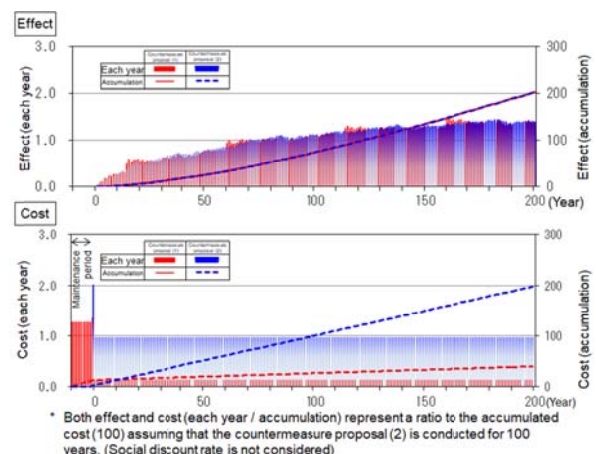 Effect
3.0
2.0
1.0
0.0
Effect (each year)
Countermeasure proposal (1)
Countermeasure proposal (2)
Each year
Accumulation
300
200
100
0
Effect (accumulation)
0 50 100 150 200 (Year)
Cost
3.0
2.0
1.0
0.0
Cost (each year)
Maintenance
period
Countermeasure proposal (1)
Countermeasure proposal (2)
Each year
Accumulation
300
200
100
0
Cost (accumulation)
0 50 100 150 200 (Year)
* Both effect and cost (each year / accumulation) represent a ratio to the accumulated
cost (100) assuming that the countermeasure proposal (2) is conducted for 100
years. (Social discount rate is not considered)